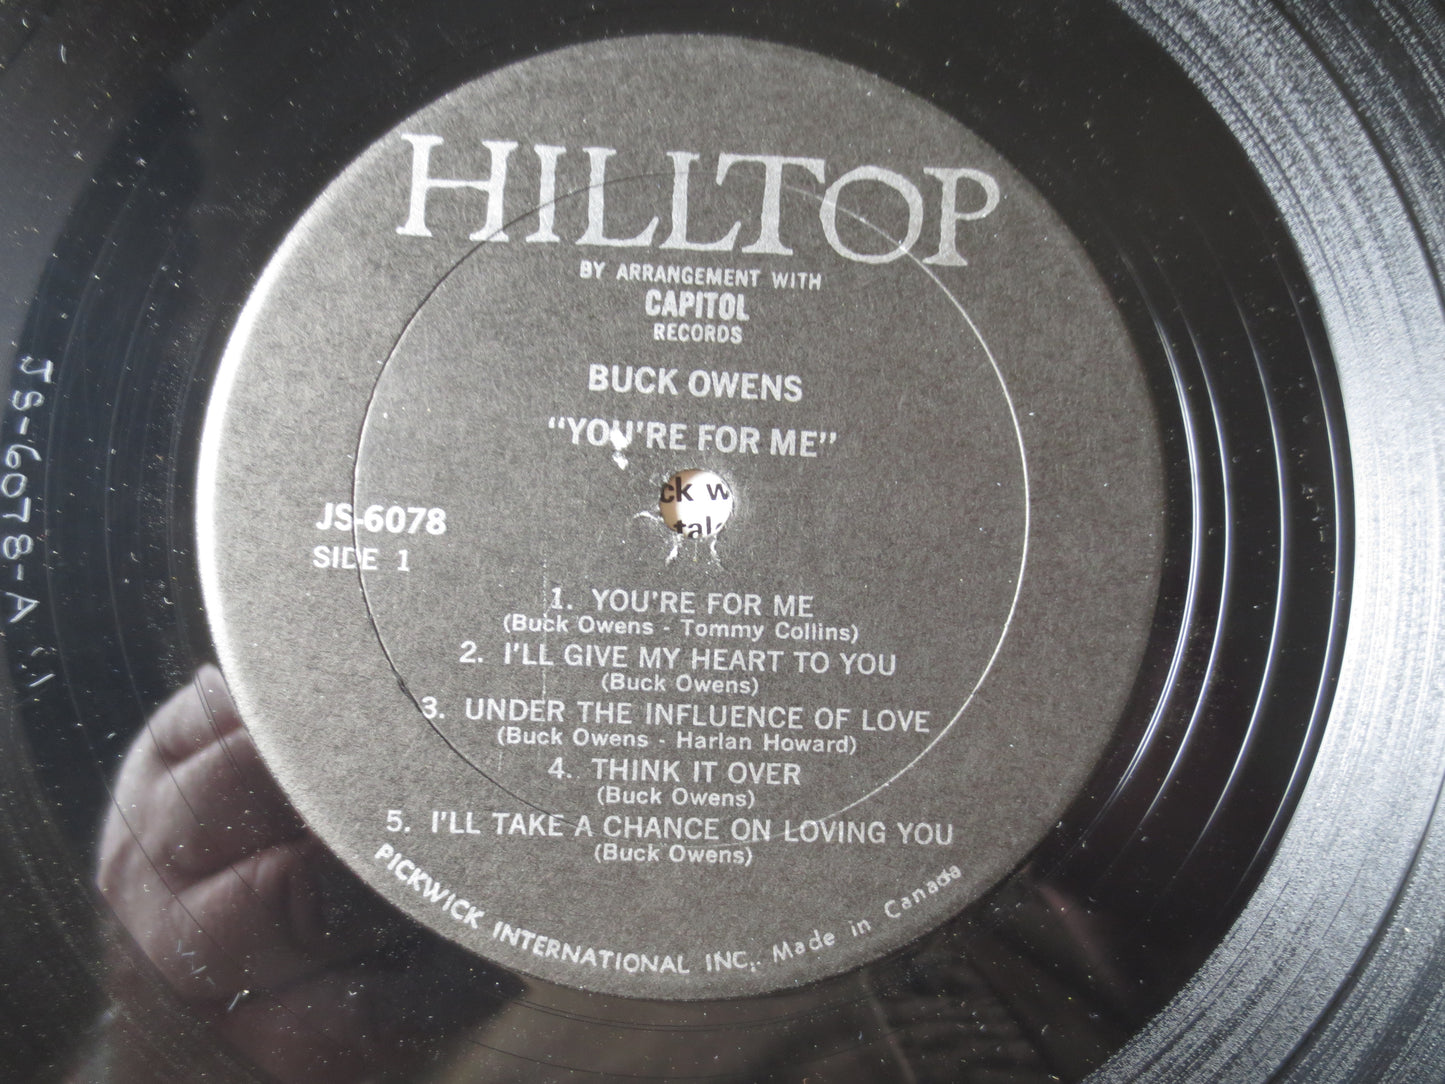 HILLTOP
BY ARRANGEMENT WITH
CAPITOL
RECORDS
BUCK OWENS
"YOU'RE FOR ME"
ck w
tal
JS-6078
SIDE 1
1. YOU'RE FOR ME
(Buck Owens - Tommy Collins)
2. I'LL GIVE MY HEART TO YOU
(Buck Owens)
3. UNDER THE INFLUENCE OF LOVE
(Buck Owens - Harlan Howard)
4. THINK IT OVER
(Buck Owens)
5. I'LL TAKE A CHANCE ON LOVING YOU
(Buck Owens)
PICKWICK INTERNATIONAL INC. Made in Canada
JS-6078-A